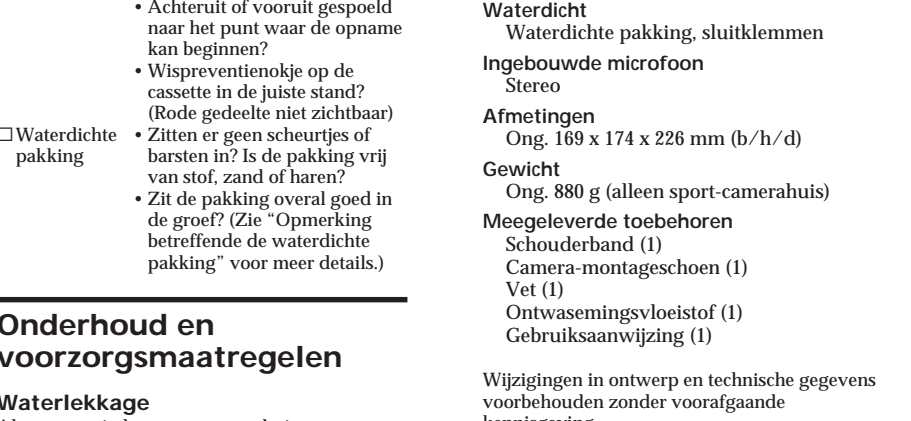 • Achteruit of vooruit gespoeld
naar het punt waar de opname
kan beginnen?
• Wispreventienokje op de
cassette in de juiste stand?
(Rode gedeelte niet zichtbaar)
□ Waterdichte pakking
• Zitten er geen scheurtjes of
barsten in? Is de pakking vrij
van stof, zand of haren?
• Zit de pakking overal goed in
de groef? (Zie “Opmerking
betreffende de waterdichte
pakking” voor meer details.)
Onderhoud en
voorzorgsmaatregelen
Waterlekkage
Waterdicht
Waterdichte pakking, sluitklemmen
Ingebouwde microfoon
Stereo
Afmetingen
Ong. 169 x 174 x 226 mm (b/h/d)
Gewicht
Ong. 880 g (alleen sport-camerahuis)
Meegeleverde toebehoren
Schouderband (1)
Camera-montageschoen (1)
Vet (1)
Ontwasemingsvloeistof (1)
Gebruiksaanwijzing (1)
Wijzigingen in ontwerp en technische gegevens
voorbehouden zonder voorafgaande